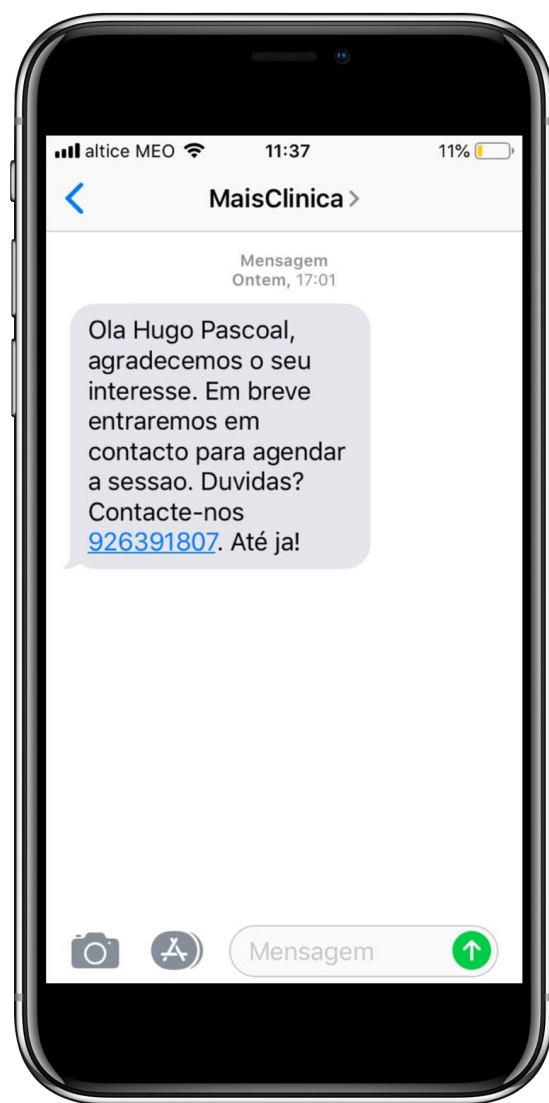 altice MEO 11:37 11%
MaisClinica
Mensagem
Ontem, 17:01
Ola Hugo Pascoal,
agradecemos o seu
interesse. Em breve
entraremos em
contacto para agendar
a sessao. Duvidas?
Contacte-nos
926391807. Até ja!
Mensagem